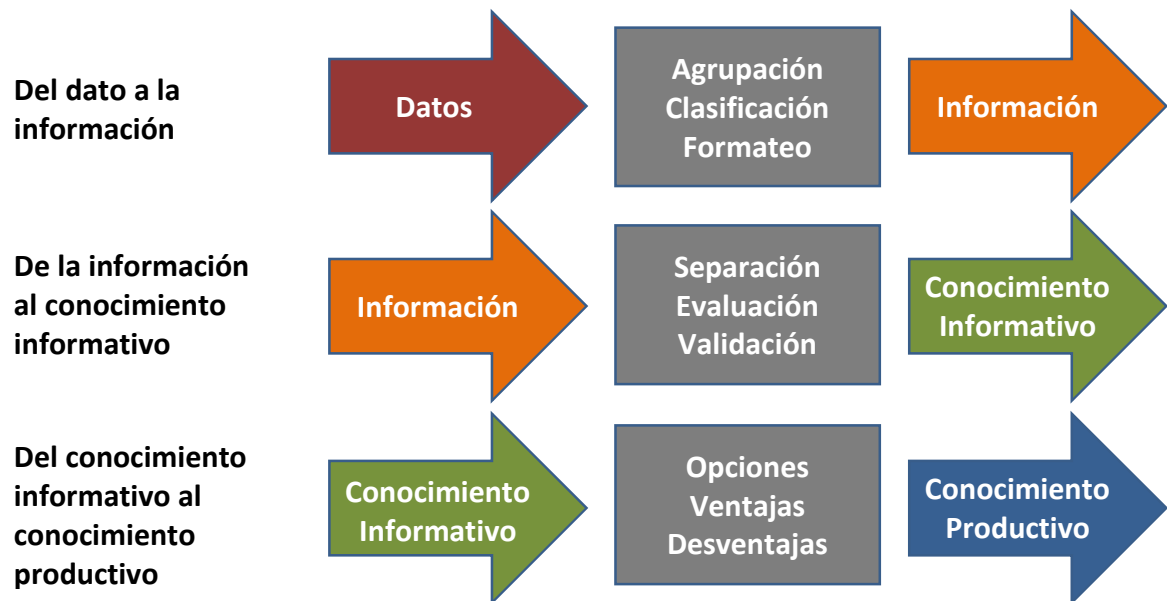 Del dato a la
información
Datos
Agrupación
Clasificación
Formateo
Información
De la información
al conocimiento
informativo
Información
Separación
Evaluación
Validación
Conocimiento
Informativo
Del conocimiento
informativo al
conocimiento
productivo
Conocimiento
Informativo
Opciones
Ventajas
Desventajas
Conocimiento
Productivo